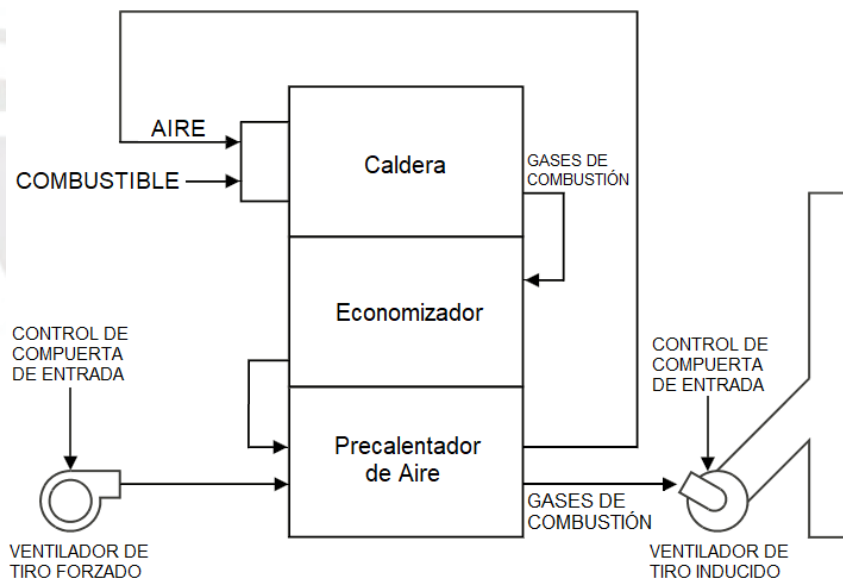 AIRE
COMBUSTIBLE
Caldera
GASES DE
COMBUSTIÓN
Economizador
CONTROL DE
COMPUERTA
DE ENTRADA
CONTROL DE
COMPUERTA
DE ENTRADA
Precalentador
de Aire
GASES DE
COMBUSTIÓN
VENTILADOR DE
TIRO FORZADO
VENTILADOR DE
TIRO INDUCIDO